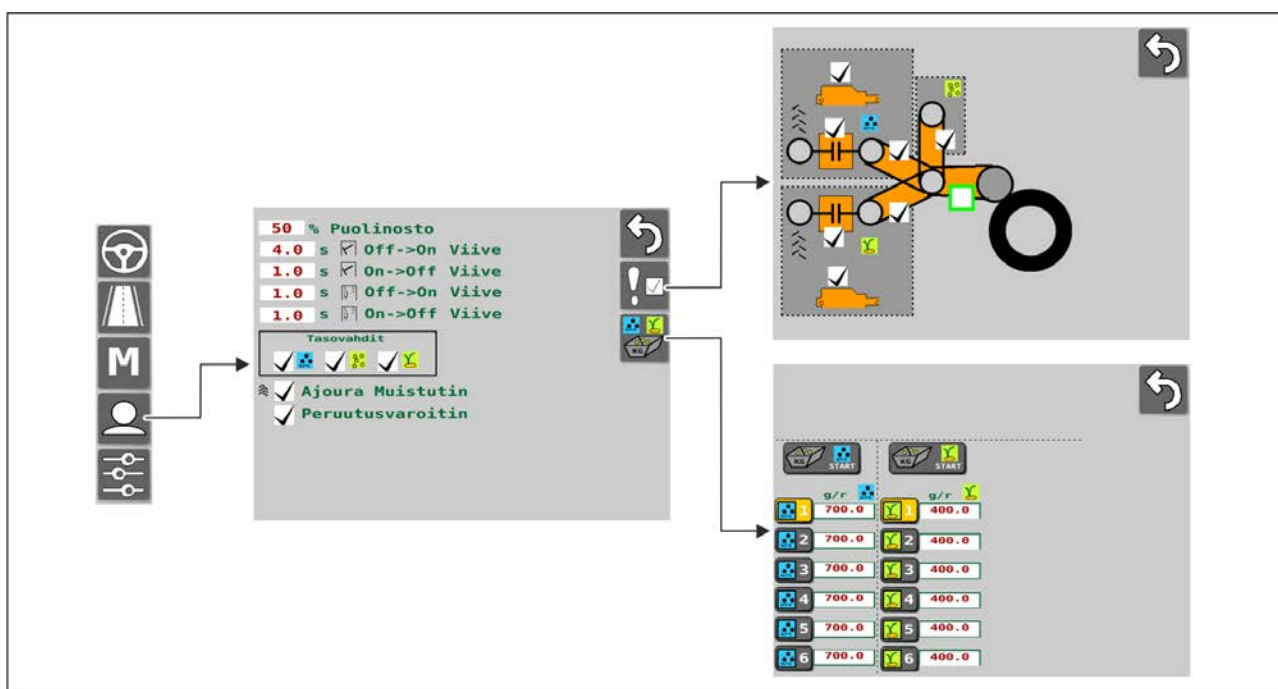 M
50 % Puolinosto
4.0 s Off->On Viive
1.0 s On->Off Viive
1.0 s Off->On Viive
1.0 s On->Off Viive
Tasovahdit
Ajoura Muistutin
Peruutusvaroitin
!
KG
KG START KG START
g/r g/r
1 700.0 1 400.0
2 700.0 2 400.0
3 700.0 3 400.0
4 700.0 4 400.0
5 700.0 5 400.0
6 700.0 6 400.0